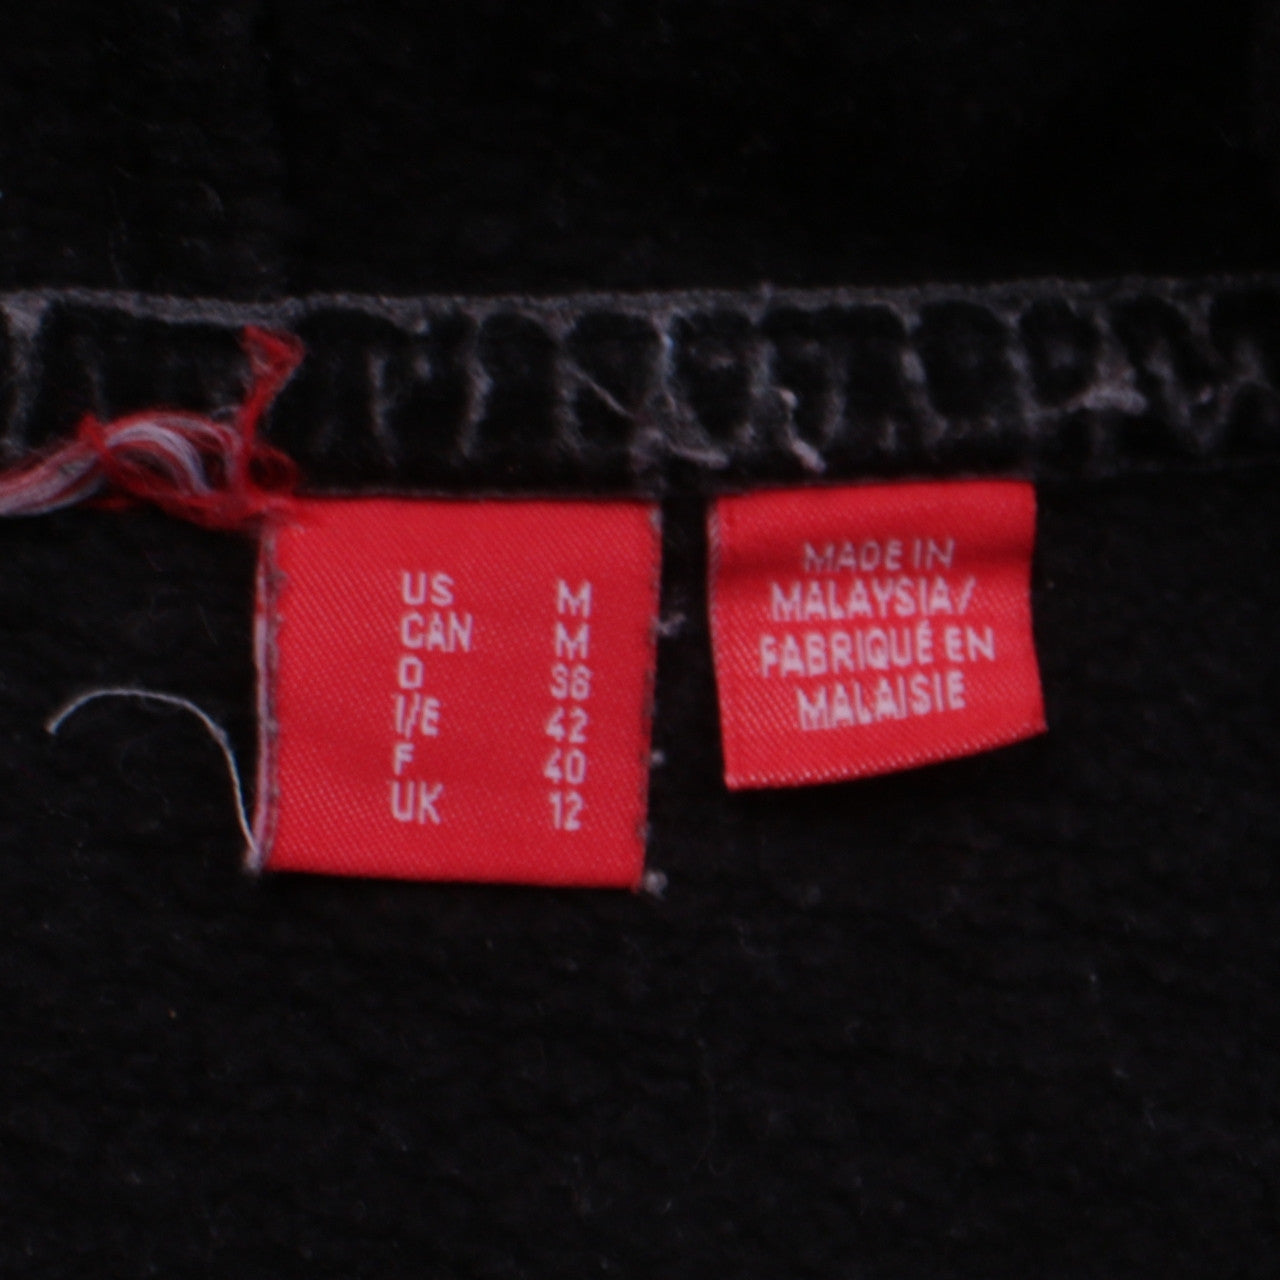 US M
CAN M
D 38
I/E 42
F 40
UK 12
MADE IN
MALAYSIA/
FABRIQUÉ EN
MALAISIE